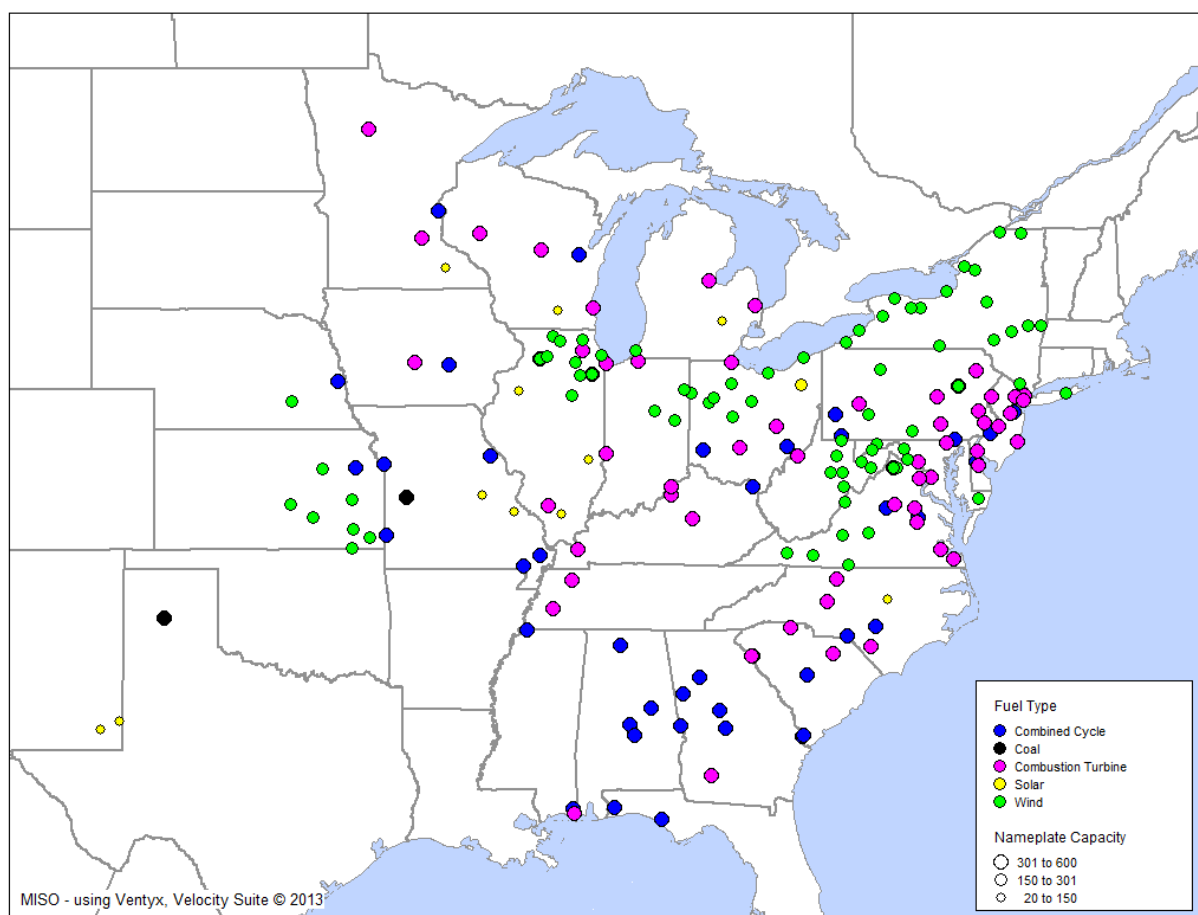 Fuel Type
Combined Cycle
Coal
Combustion Turbine
Solar
Wind
Nameplate Capacity
301 to 600
150 to 301
20 to 150
MISO - using Ventyx, Velocity Suite © 2013